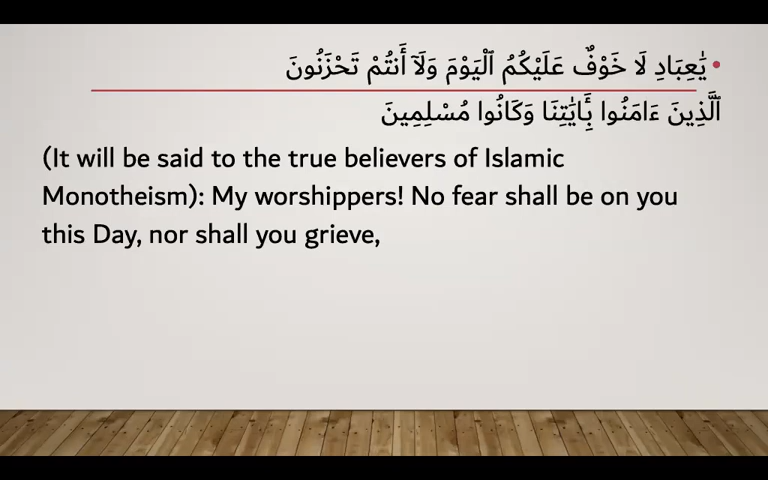 يَٰعِبَادِ لَا خَوْفٌ عَلَيْكُمُ ٱلْيَوْمَ وَلَآ أَنتُمْ تَحْزَنُونَ
ٱلَّذِينَ ءَامَنُوا بِـَٔايَٰتِنَا وَكَانُوا مُسْلِمِينَ
(It will be said to the true believers of Islamic
Monotheism): My worshippers! No fear shall be on you
this Day, nor shall you grieve,